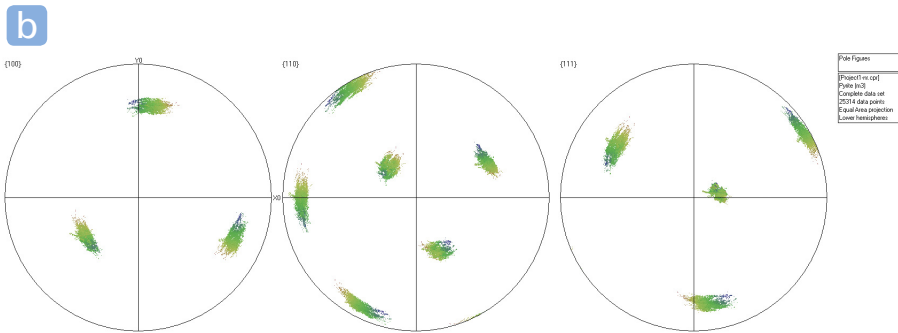 b
{100}
Y0
X0
{110}
{111}
Pole Figures
[Project1-nr.cpr]
Pyrite (m3)
Complete data set
25314 data points
Equal Area projection
Lower hemispheres